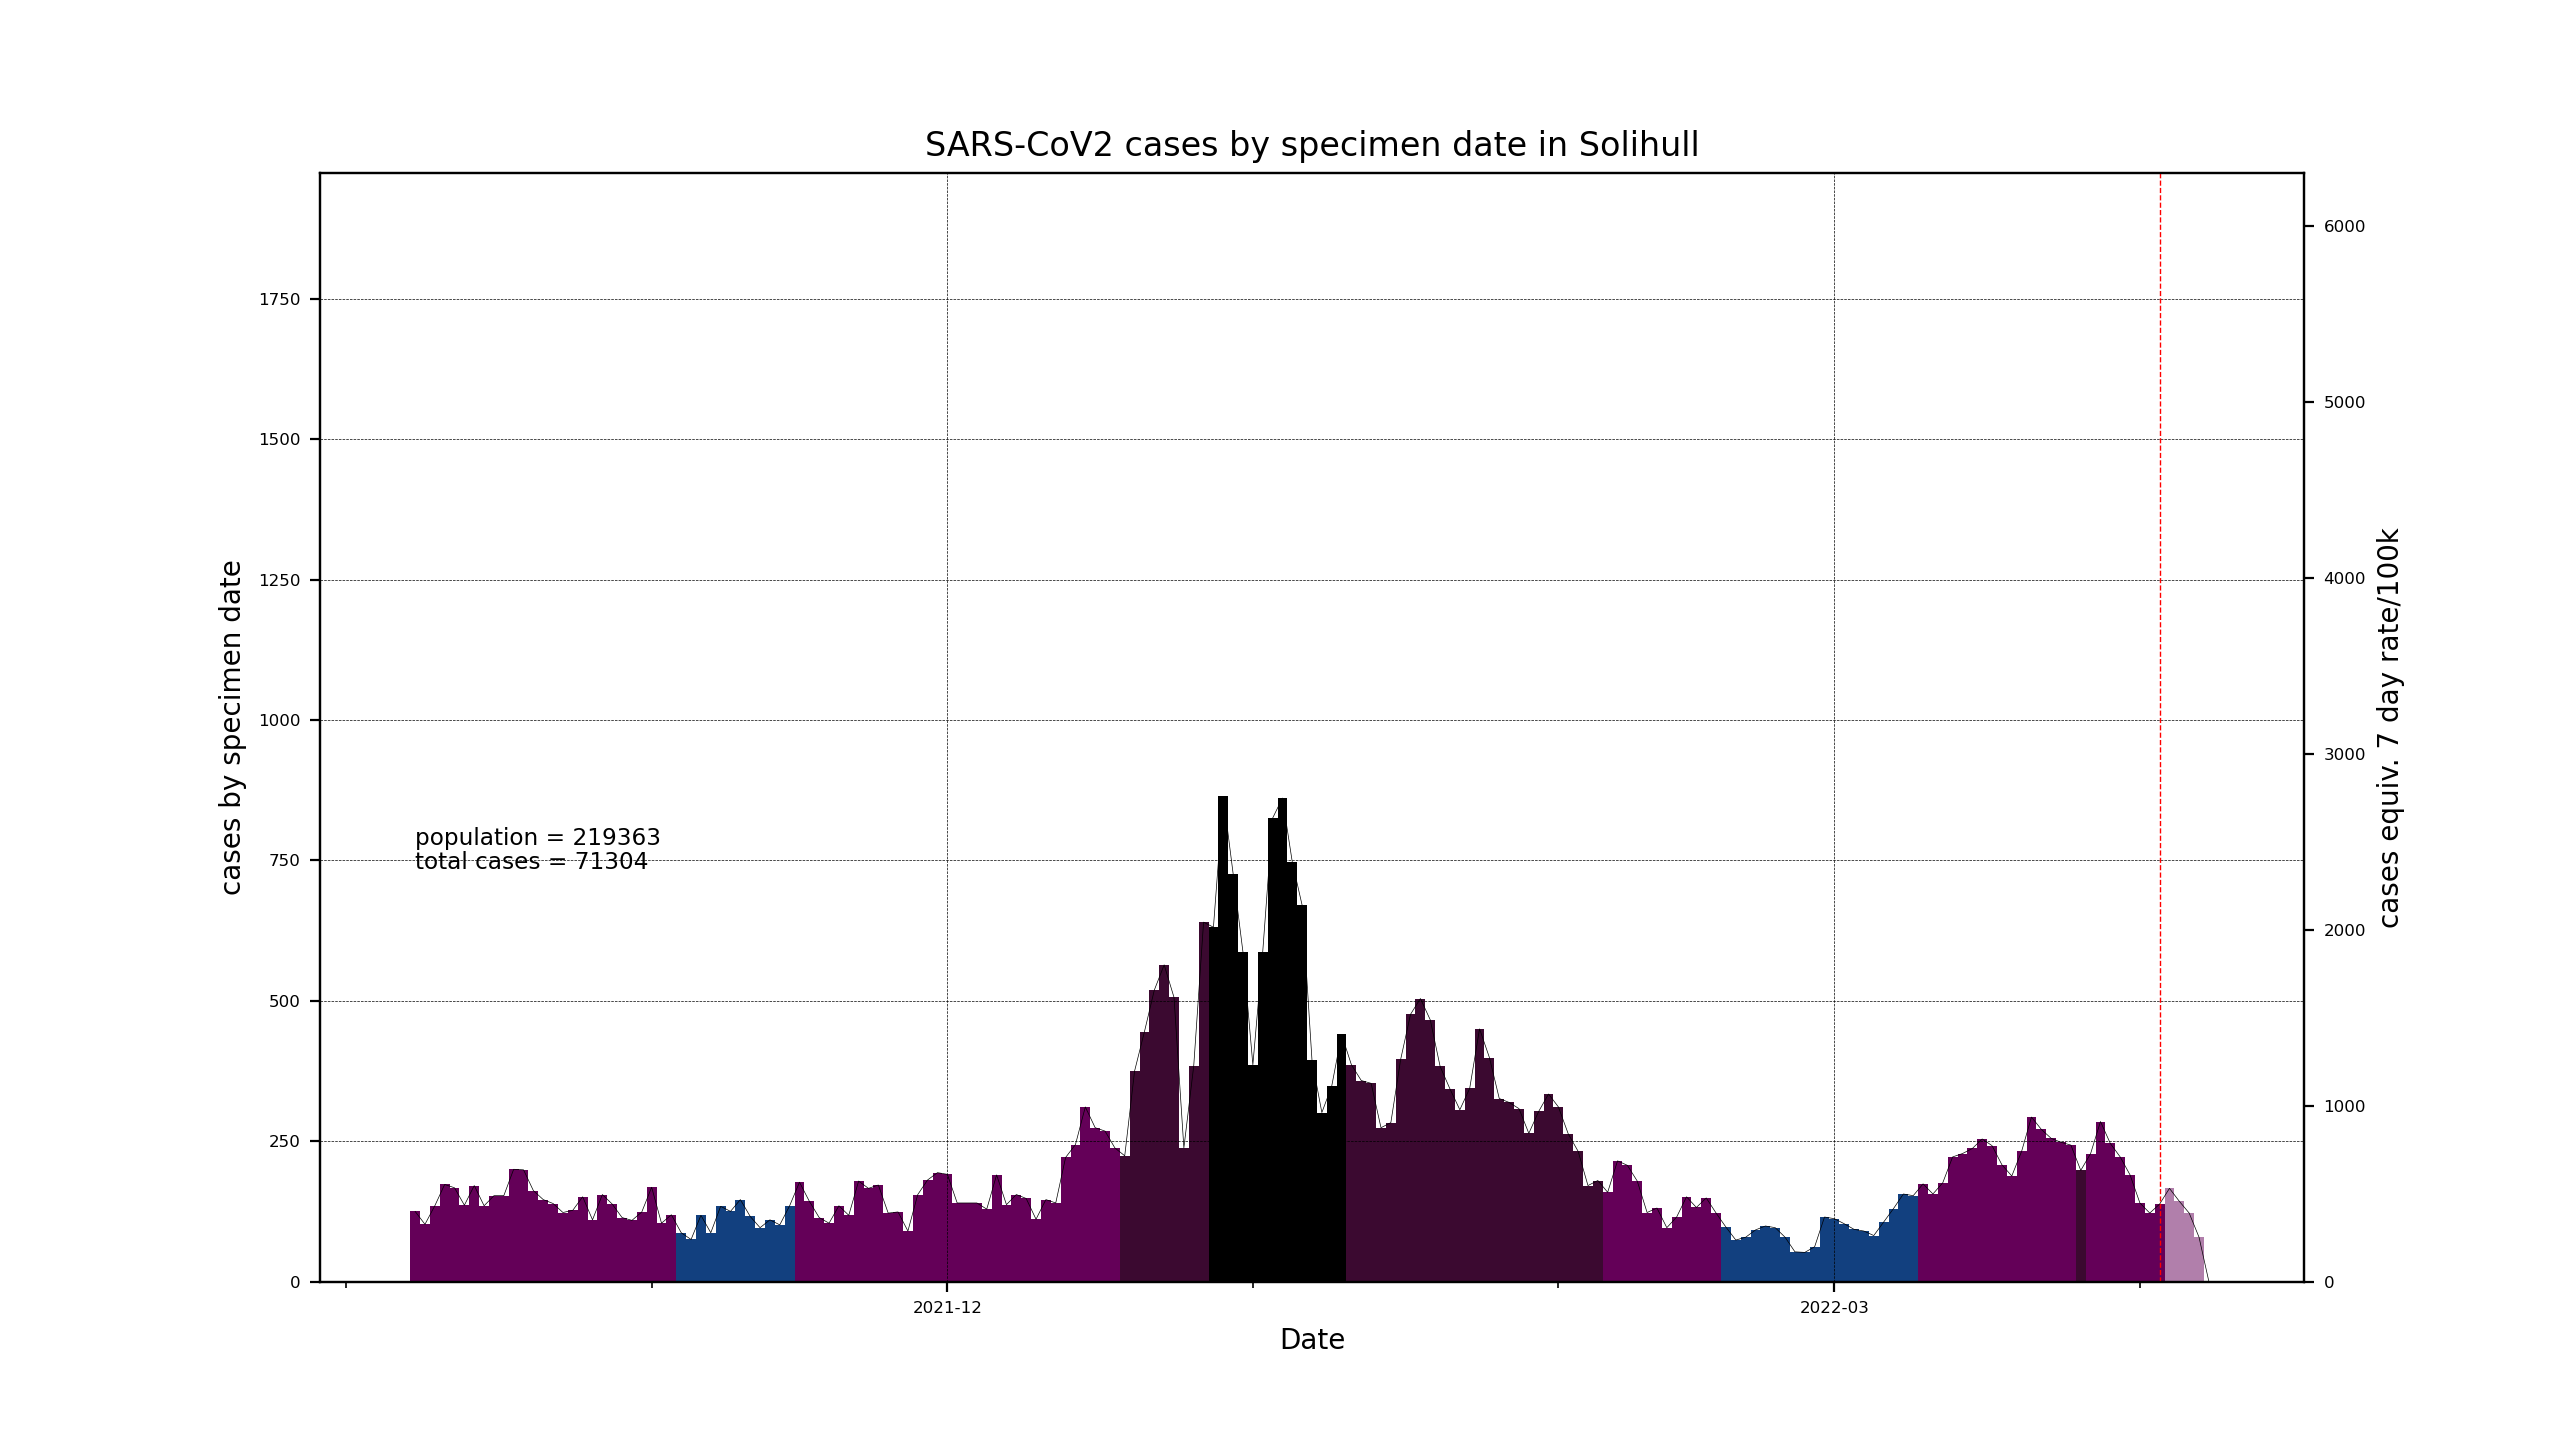 SARS-CoV2 cases by specimen date in Solihull
cases by specimen date
1750
1500
1250
1000
750
500
250
0
population = 219363
total cases = 71304
6000
5000
4000
3000
2000
1000
0
cases equiv. 7 day rate/100k
2021-12
2022-03
Date